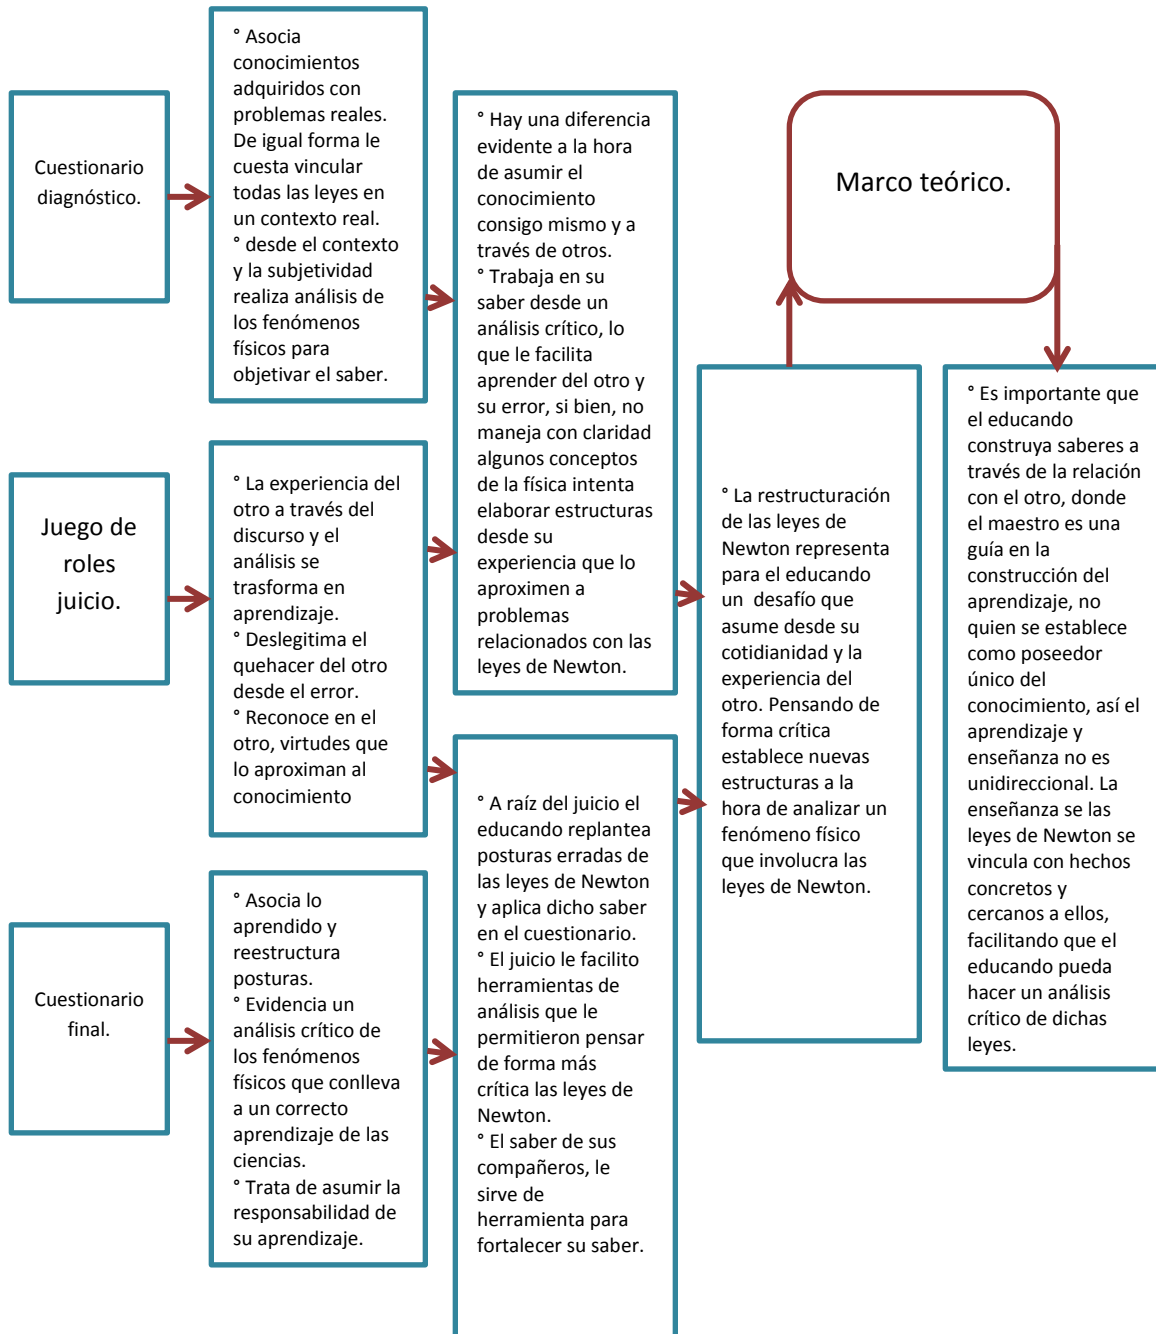 Cuestionario
diagnóstico.
° Asocia
conocimientos
adquiridos con
problemas reales.
De igual forma le
cuesta vincular
todas las leyes en
un contexto real.
° desde el contexto
y la subjetividad
realiza análisis de
los fenómenos
físicos para
objetivar el saber.
Juego de
roles
juicio.
° La experiencia del
otro a través del
discurso y el
análisis se
trasforma en
aprendizaje.
° Deslegitima el
quehacer del otro
desde el error.
° Reconoce en el
otro, virtudes que
lo aproximan al
conocimiento
Cuestionario
final.
° Asocia lo
aprendido y
reestructura
posturas.
° Evidencia un
análisis crítico de
los fenómenos
físicos que conlleva
a un correcto
aprendizaje de las
ciencias.
° Trata de asumir la
responsabilidad de
su aprendizaje.
° Hay una diferencia
evidente a la hora
de asumir el
conocimiento
consigo mismo y a
través de otros.
° Trabaja en su
saber desde un
análisis crítico, lo
que le facilita
aprender del otro y
su error, si bien, no
maneja con claridad
algunos conceptos
de la física intenta
elaborar estructuras
desde su
experiencia que lo
aproximen a
problemas
relacionados con las
leyes de Newton.
° A raíz del juicio el
educando replantea
posturas erradas de
las leyes de Newton
y aplica dicho saber
en el cuestionario.
° El juicio le facilito
herramientas de
análisis que le
permitieron pensar
de forma más
crítica las leyes de
Newton.
° El saber de sus
compañeros, le
sirve de
herramienta para
fortalecer su saber.
° La restructuración
de las leyes de
Newton representa
para el educando
un desafío que
asume desde su
cotidianidad y la
experiencia del
otro. Pensando de
forma crítica
establece nuevas
estructuras a la
hora de analizar un
fenómeno físico
que involucra las
leyes de Newton.
Marco teórico.
° Es importante que
el educando
construya saberes a
través de la relación
con el otro, donde
el maestro es una
guía en la
construcción del
aprendizaje, no
quien se establece
como poseedor
único del
conocimiento, así el
aprendizaje y
enseñanza no es
unidireccional. La
enseñanza se las
leyes de Newton se
vincula con hechos
concretos y
cercanos a ellos,
facilitando que el
educando pueda
hacer un análisis
crítico de dichas
leyes.